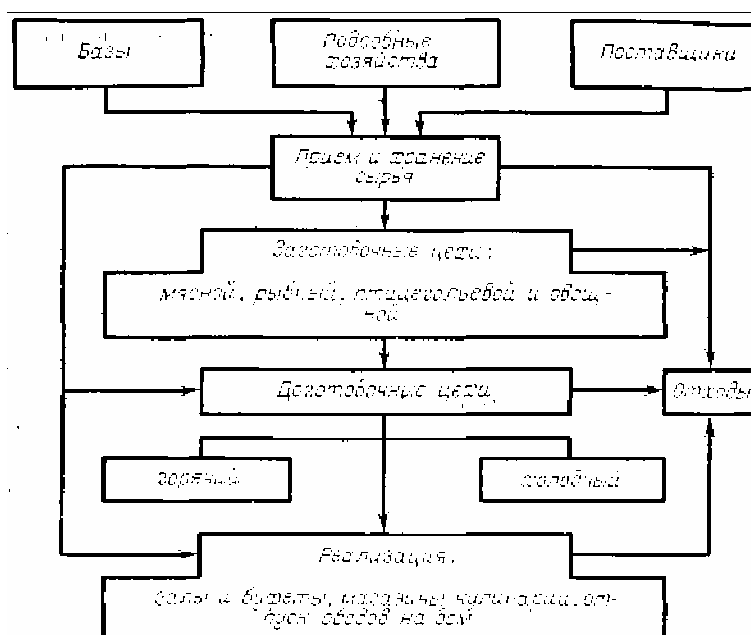 Базы
Подсобные
хозяйства
Поставщики
Прием и хранение
сырья
Заготовочные цехи:
мясной, рыбный, птицегольевой и овощ-
ной
Доготовочные цехи
Отходы
горячий
холодный
Реализация.
залы и буфеты, магазины кулинарии, от-
пуск обедов на дом